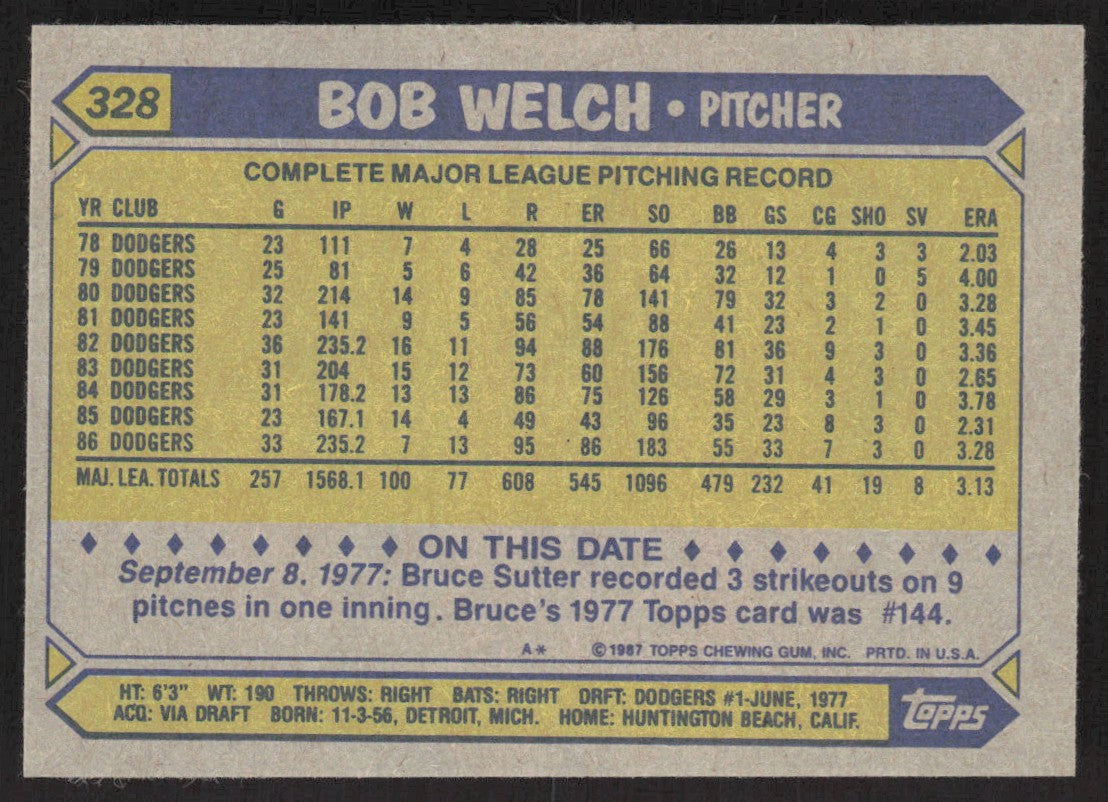 328
BOB WELCH • PITCHER
COMPLETE MAJOR LEAGUE PITCHING RECORD
YR CLUB G IP W L R ER SO BB GS CG SHO SV ERA
78 DODGERS 23 111 7 4 28 25 66 26 13 4 3 3 2.03
79 DODGERS 25 81 5 6 42 36 64 32 12 1 0 5 4.00
80 DODGERS 32 214 14 9 85 78 141 79 32 3 2 0 3.28
81 DODGERS 23 141 9 5 56 54 88 41 23 2 1 0 3.45
82 DODGERS 36 235.2 16 11 94 88 176 81 36 9 3 0 3.36
83 DODGERS 31 204 15 12 73 60 156 72 31 4 3 0 2.65
84 DODGERS 31 178.2 13 13 86 75 126 58 29 3 1 0 3.78
85 DODGERS 23 167.1 14 4 49 43 96 35 23 8 3 0 2.31
86 DODGERS 33 235.2 7 13 95 86 183 55 33 7 3 0 3.28
MAJ. LEA. TOTALS 257 1568.1 100 77 608 545 1096 479 232 41 19 8 3.13
♦ ♦ ♦ ♦ ♦ ♦ ♦ ♦ ON THIS DATE ♦ ♦ ♦ ♦ ♦ ♦ ♦ ♦
September 8, 1977: Bruce Sutter recorded 3 strikeouts on 9
pitches in one inning. Bruce's 1977 Topps card was #144.
A* ©1987 TOPPS CHEWING GUM, INC. PRTD. IN U.S.A.
HT: 6'3" WT: 190 THROWS: RIGHT BATS: RIGHT DRFT: DODGERS #1-JUNE, 1977
ACQ: VIA DRAFT BORN: 11-3-56, DETROIT, MICH. HOME: HUNTINGTON BEACH, CALIF.
TOPPS